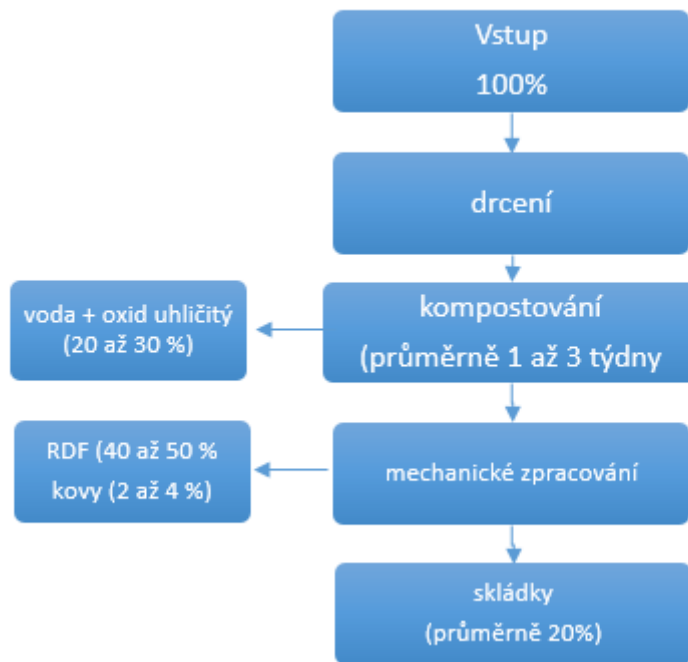 Vstup
100%
drcení
kompostování
(průměrně 1 až 3 týdny
voda + oxid uhličitý
(20 až 30 %)
mechanické zpracování
RDF (40 až 50 %
kovy (2 až 4 %)
skládky
(průměrně 20%)